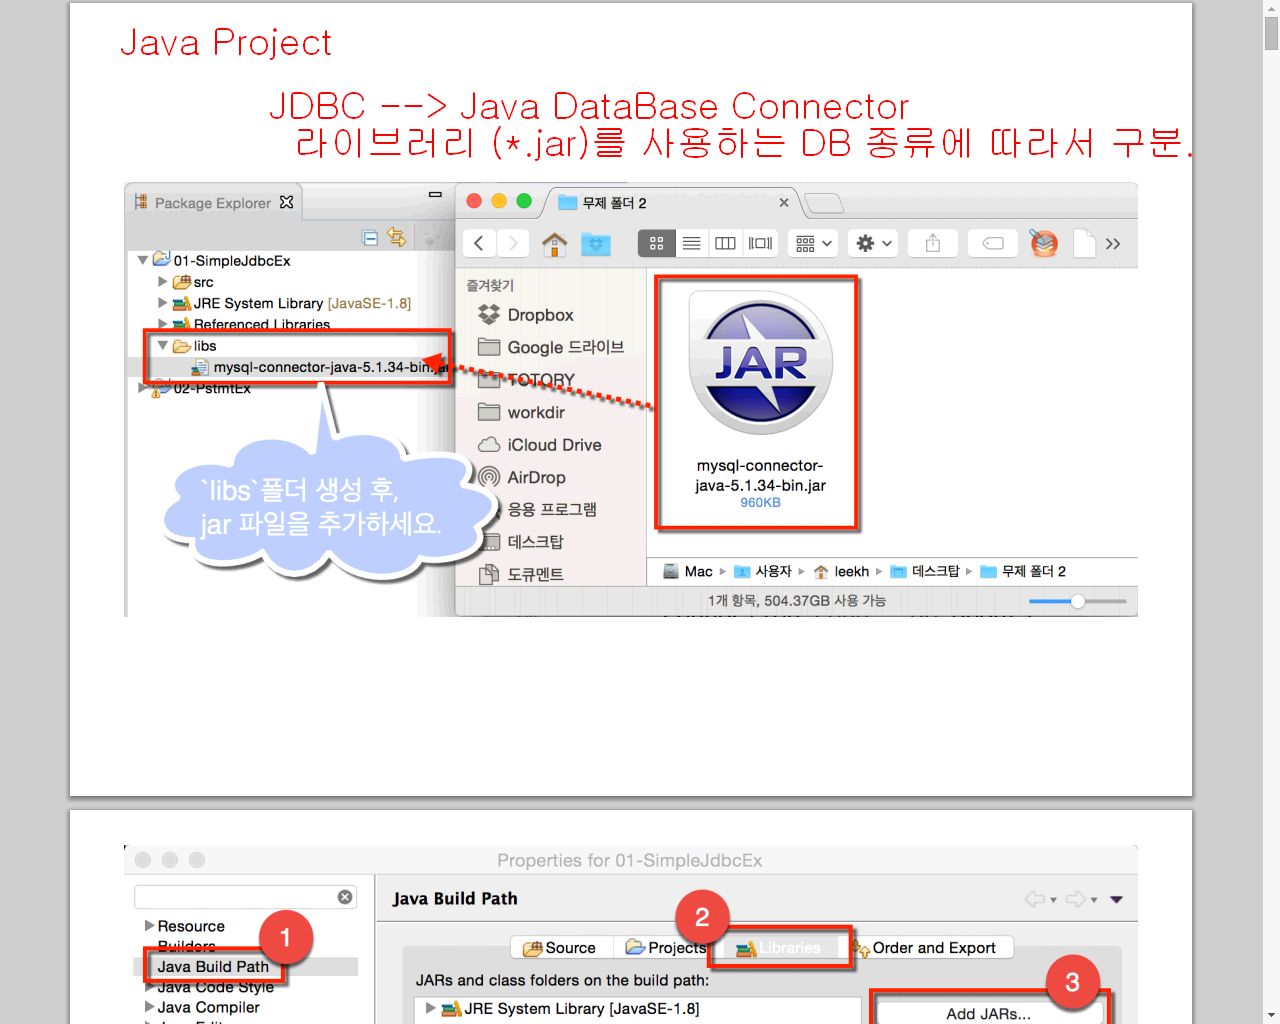 Java Project
JDBC --> Java DataBase Connector
라이브러리 (*.jar)를 사용하는 DB 종류에 따라서 구분.
Package Explorer
01-SimpleJdbcEx
src
JRE System Library [JavaSE-1.8]
Referenced Libraries
libs
mysql-connector-java-5.1.34-bin.jar
02-PstmtEx
`libs`폴더 생성 후,
jar 파일을 추가하세요.
무제 폴더 2
즐겨찾기
Dropbox
Google 드라이브
TOTORY
workdir
iCloud Drive
AirDrop
응용 프로그램
데스크탑
도큐멘트
JAR
mysql-connector-
java-5.1.34-bin.jar
960KB
Mac
사용자
leekh
데스크탑
무제 폴더 2
1개 항목, 504.37GB 사용 가능
Properties for 01-SimpleJdbcEx
Resource
Builders
Java Build Path
Java Code Style
Java Compiler
1
Java Build Path
2
Source
Projects
Libraries
Order and Export
JARs and class folders on the build path:
3
JRE System Library [JavaSE-1.8]
Add JARs...